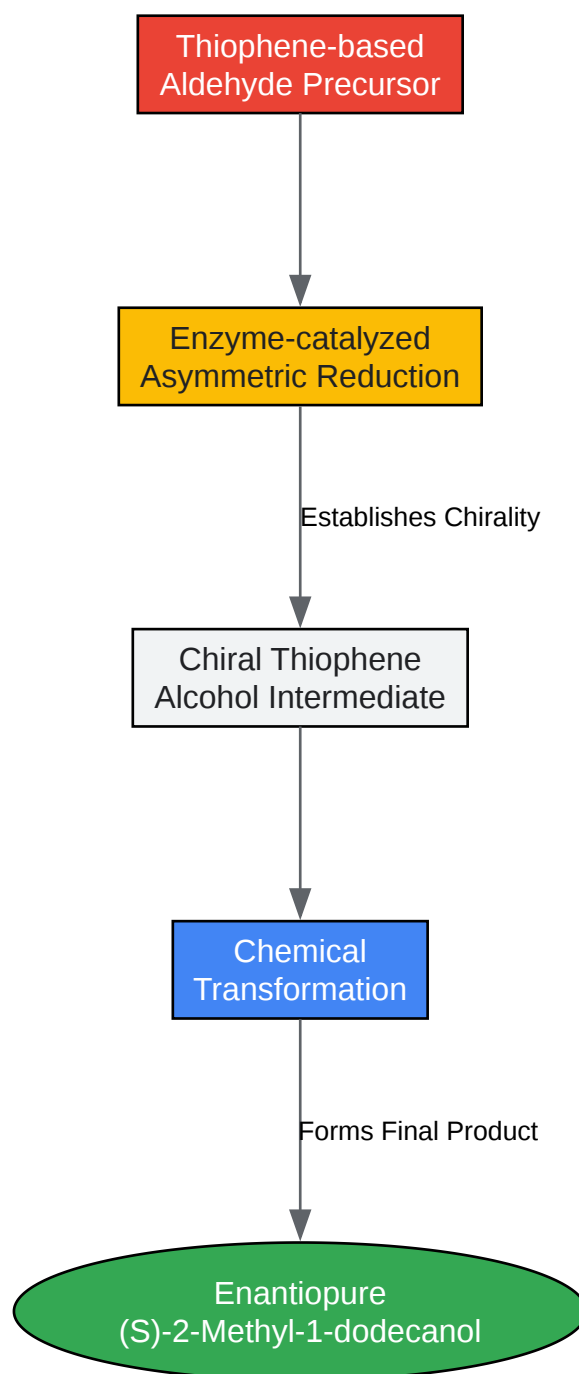 Thiophene-based
Aldehyde Precursor
Enzyme-catalyzed
Asymmetric Reduction
Establishes Chirality
Chiral Thiophene
Alcohol Intermediate
Chemical
Transformation
Forms Final Product
Enantiopure
(S)-2-Methyl-1-dodecanol